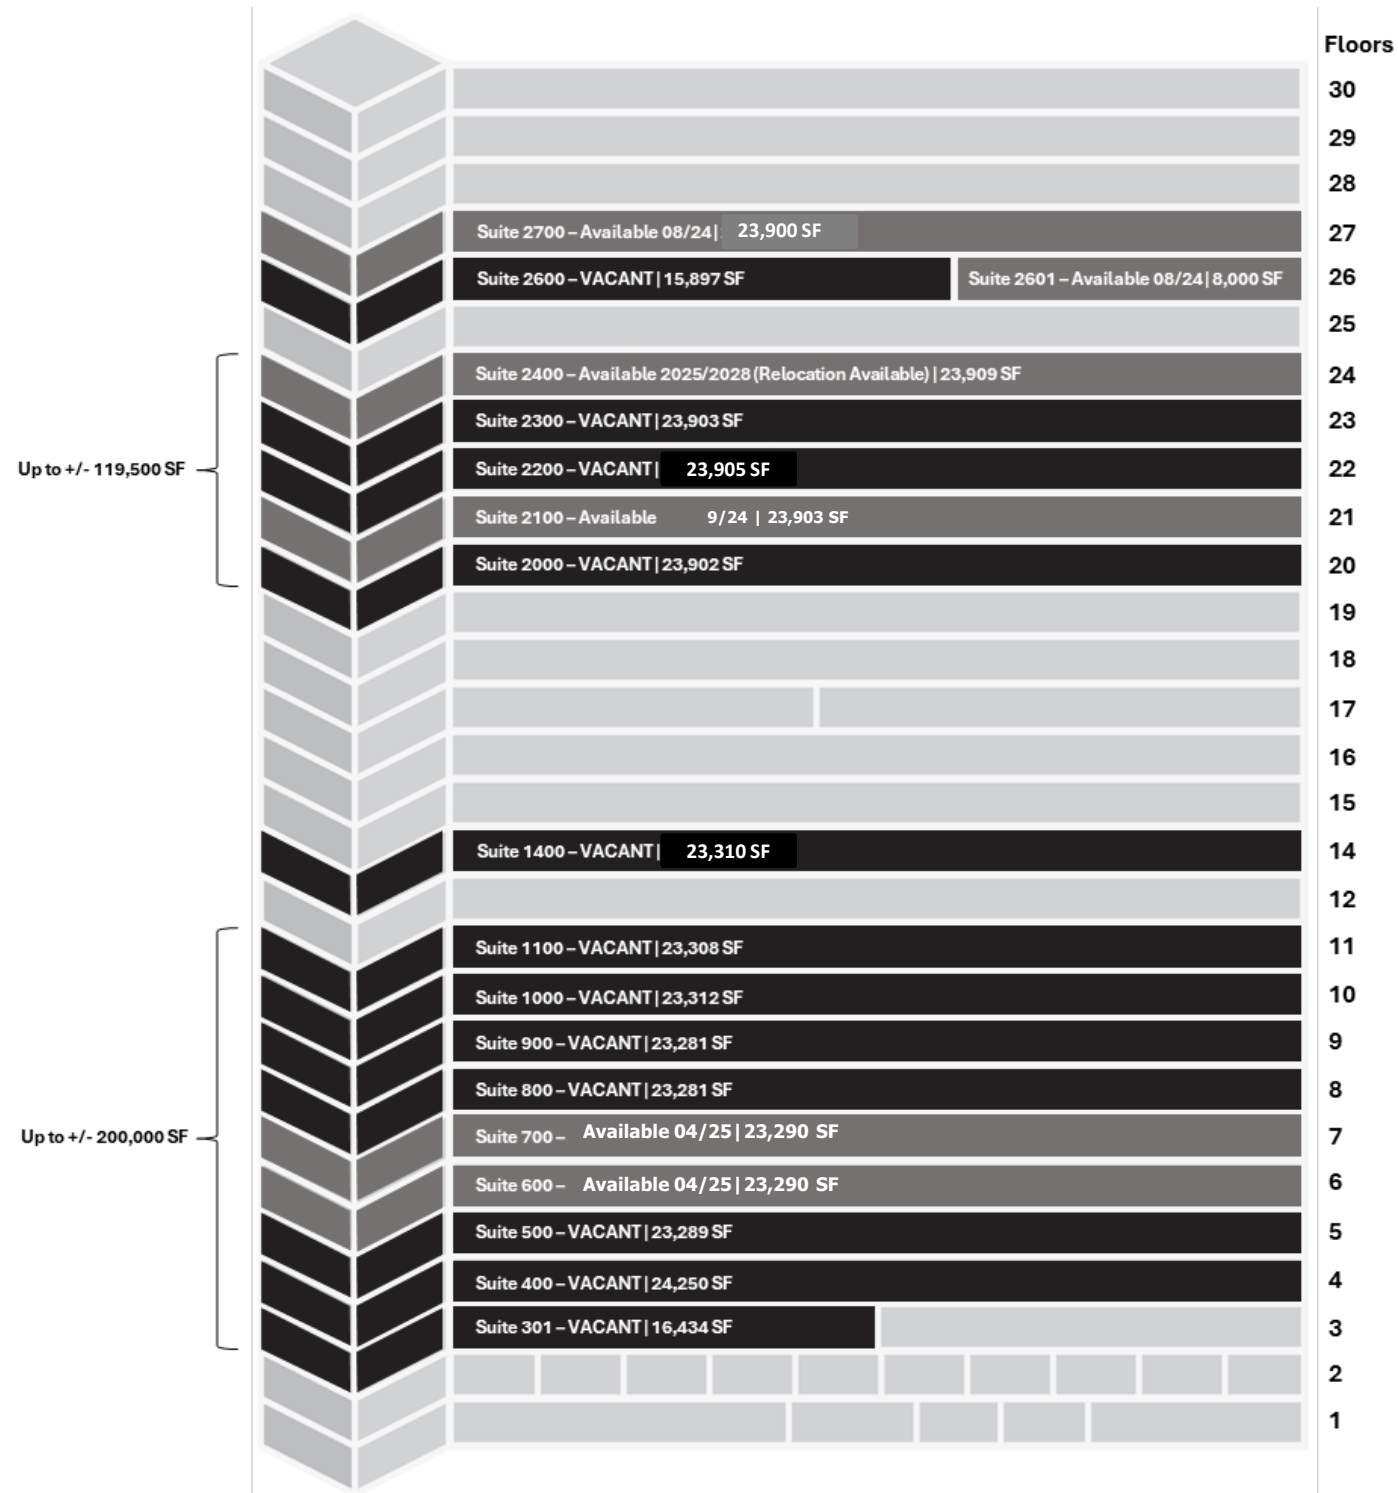 Floors
30
29
28
Suite 2700 – Available 08/24| 23,900 SF 27
Suite 2600 – VACANT | 15,897 SF Suite 2601 – Available 08/24| 8,000 SF 26
25
Suite 2400 – Available 2025/2028 (Relocation Available) | 23,909 SF 24
Suite 2300 – VACANT | 23,903 SF 23
Up to +/- 119,500 SF Suite 2200 – VACANT | 23,905 SF 22
Suite 2100 – Available 9/24 | 23,903 SF 21
Suite 2000 – VACANT | 23,902 SF 20
19
18
17
16
15
Suite 1400 – VACANT | 23,310 SF 14
12
Suite 1100 – VACANT | 23,308 SF 11
Suite 1000 – VACANT | 23,312 SF 10
Suite 900 – VACANT | 23,281 SF 9
Suite 800 – VACANT | 23,281 SF 8
Up to +/- 200,000 SF Suite 700 – Available 04/25 | 23,290 SF 7
Suite 600 – Available 04/25 | 23,290 SF 6
Suite 500 – VACANT | 23,289 SF 5
Suite 400 – VACANT | 24,250 SF 4
Suite 301 – VACANT | 16,434 SF 3
2
1